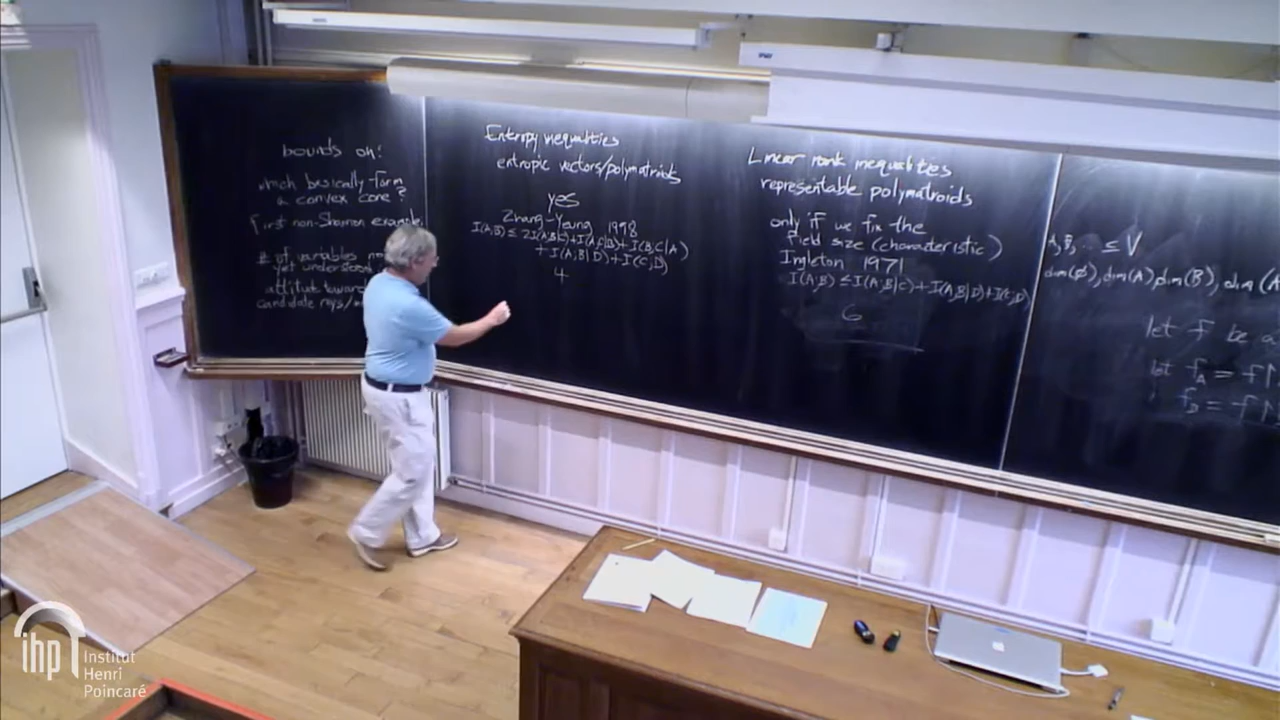 bounds on:
which basically form
a convex cone?
First non-Shannon example:
# of variables
yet understood
attitude toward
candidate
Entropy inequalities
entropic vectors/polymatroids
yes
Zhang-Yeung 1998
I(A;B) ≤ 2I(A;B|C)+I(A;C|B)+I(B;C|A)
+I(A;B|D)+I(C;D)
4
Linear rank inequalities
representable polymatroids
only if we fix the
field size (characteristic)
Ingleton 1971
I(A;B) ≤ I(A;B|C)+I(A;B|D)+I(C;D)
6
A, B, ... ≤ V
dim(∅), dim(A), dim(B), dim(A
let f be a
let f_A = f↾
f_B = f↾
ihp
Institut
Henri
Poincaré